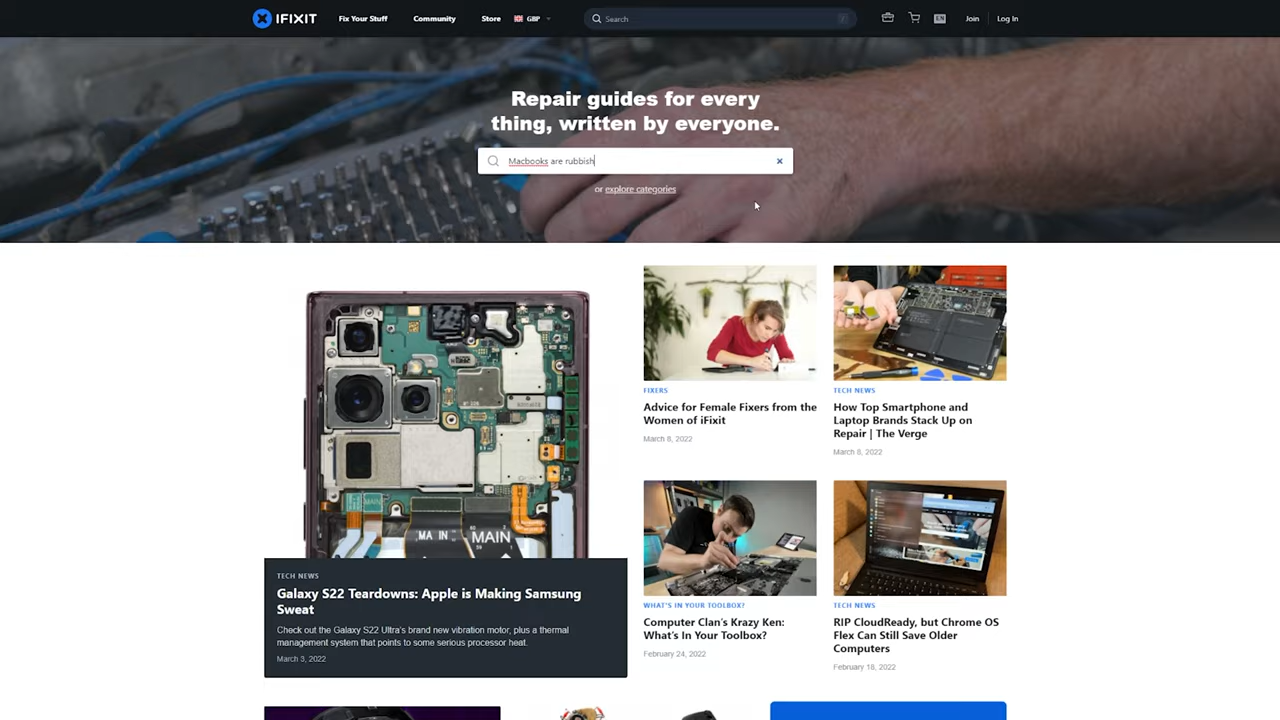 IFIXIT
Fix Your Stuff
Community
Store
GBP
Search
/
EN
Join
Log In
Repair guides for every
thing, written by everyone.
Macbooks are rubbish
or explore categories
FIXERS
Advice for Female Fixers from the
Women of iFixit
March 8, 2022
TECH NEWS
How Top Smartphone and
Laptop Brands Stack Up on
Repair | The Verge
March 8, 2022
MAIN
MA IN
MAIN
TECH NEWS
Galaxy S22 Teardowns: Apple is Making Samsung
Sweat
Check out the Galaxy S22 Ultra's brand new vibration motor, plus a thermal
management system that points to some serious processor heat.
March 3, 2022
WHAT'S IN YOUR TOOLBOX?
Computer Clan's Krazy Ken:
What's In Your Toolbox?
February 24, 2022
TECH NEWS
RIP CloudReady, but Chrome OS
Flex Can Still Save Older
Computers
February 18, 2022